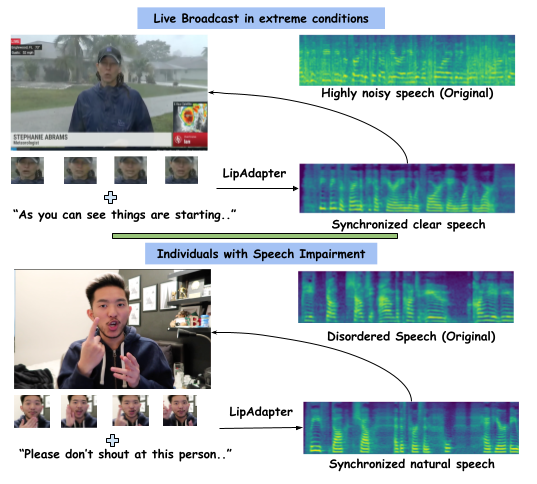 Live Broadcast in extreme conditions
Englewood FL
STEPHANIE ABRAMS
Meteorologist
Ian
Highly noisy speech (Original)
LipAdapter
“As you can see things are starting..”
Synchronized clear speech
Individuals with Speech Impairment
Disordered Speech (Original)
LipAdapter
“Please don’t shout at this person..”
Synchronized natural speech